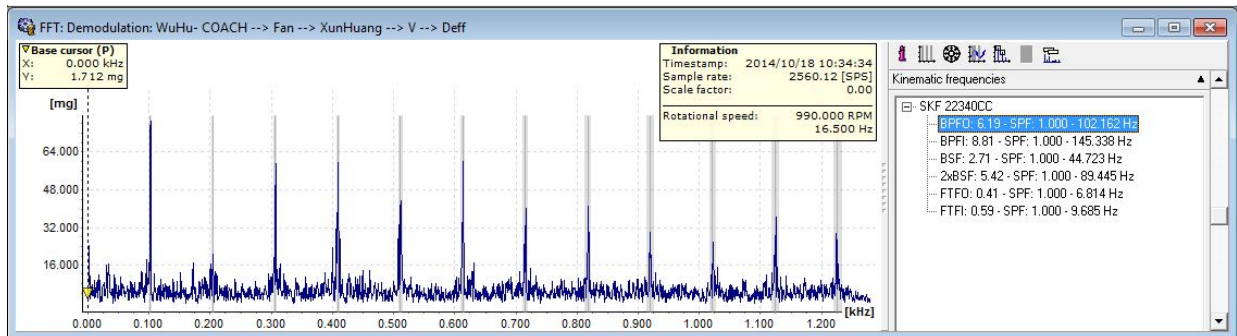 FFT: Demodulation: WuHu- COACH --> Fan --> XunHuang --> V --> Deff
Base cursor (P)
X: 0.000 kHz
Y: 1.712 mg
Information
Timestamp: 2014/10/18 10:34:34
Sample rate: 2560.12 [SPS]
Scale factor: 0.00
Rotational speed: 990.000 RPM
16.500 Hz
[mg]
64.000
48.000
32.000
16.000
0.000 0.100 0.200 0.300 0.400 0.500 0.600 0.700 0.800 0.900 1.000 1.100 1.200 [kHz]
Kinematic frequencies
SKF 22340CC
BPFO: 6.19 - SPF: 1.000 - 102.162 Hz
BPFI: 8.81 - SPF: 1.000 - 145.338 Hz
BSF: 2.71 - SPF: 1.000 - 44.723 Hz
2xBSF: 5.42 - SPF: 1.000 - 89.445 Hz
FTFO: 0.41 - SPF: 1.000 - 6.814 Hz
FTFI: 0.59 - SPF: 1.000 - 9.685 Hz